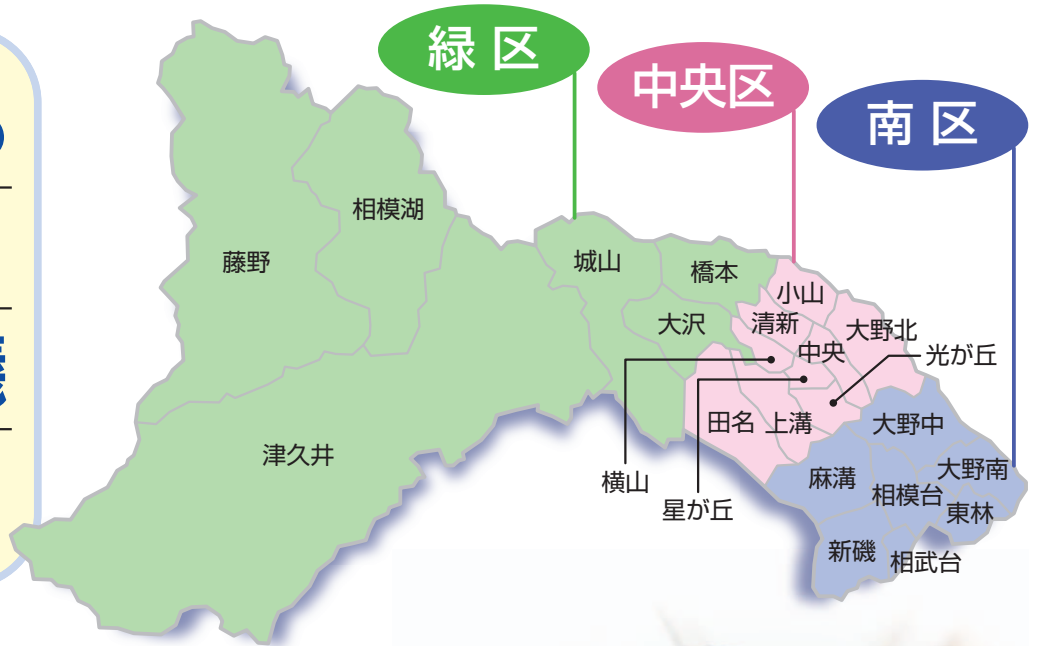 緑 区
中央区
南 区
相模湖
藤野
城山
橋本
小山
大沢
清新
大野北
中央
光が丘
田名
上溝
大野中
津久井
横山
麻溝
大野南
相模台
星が丘
東林
新磯
相武台